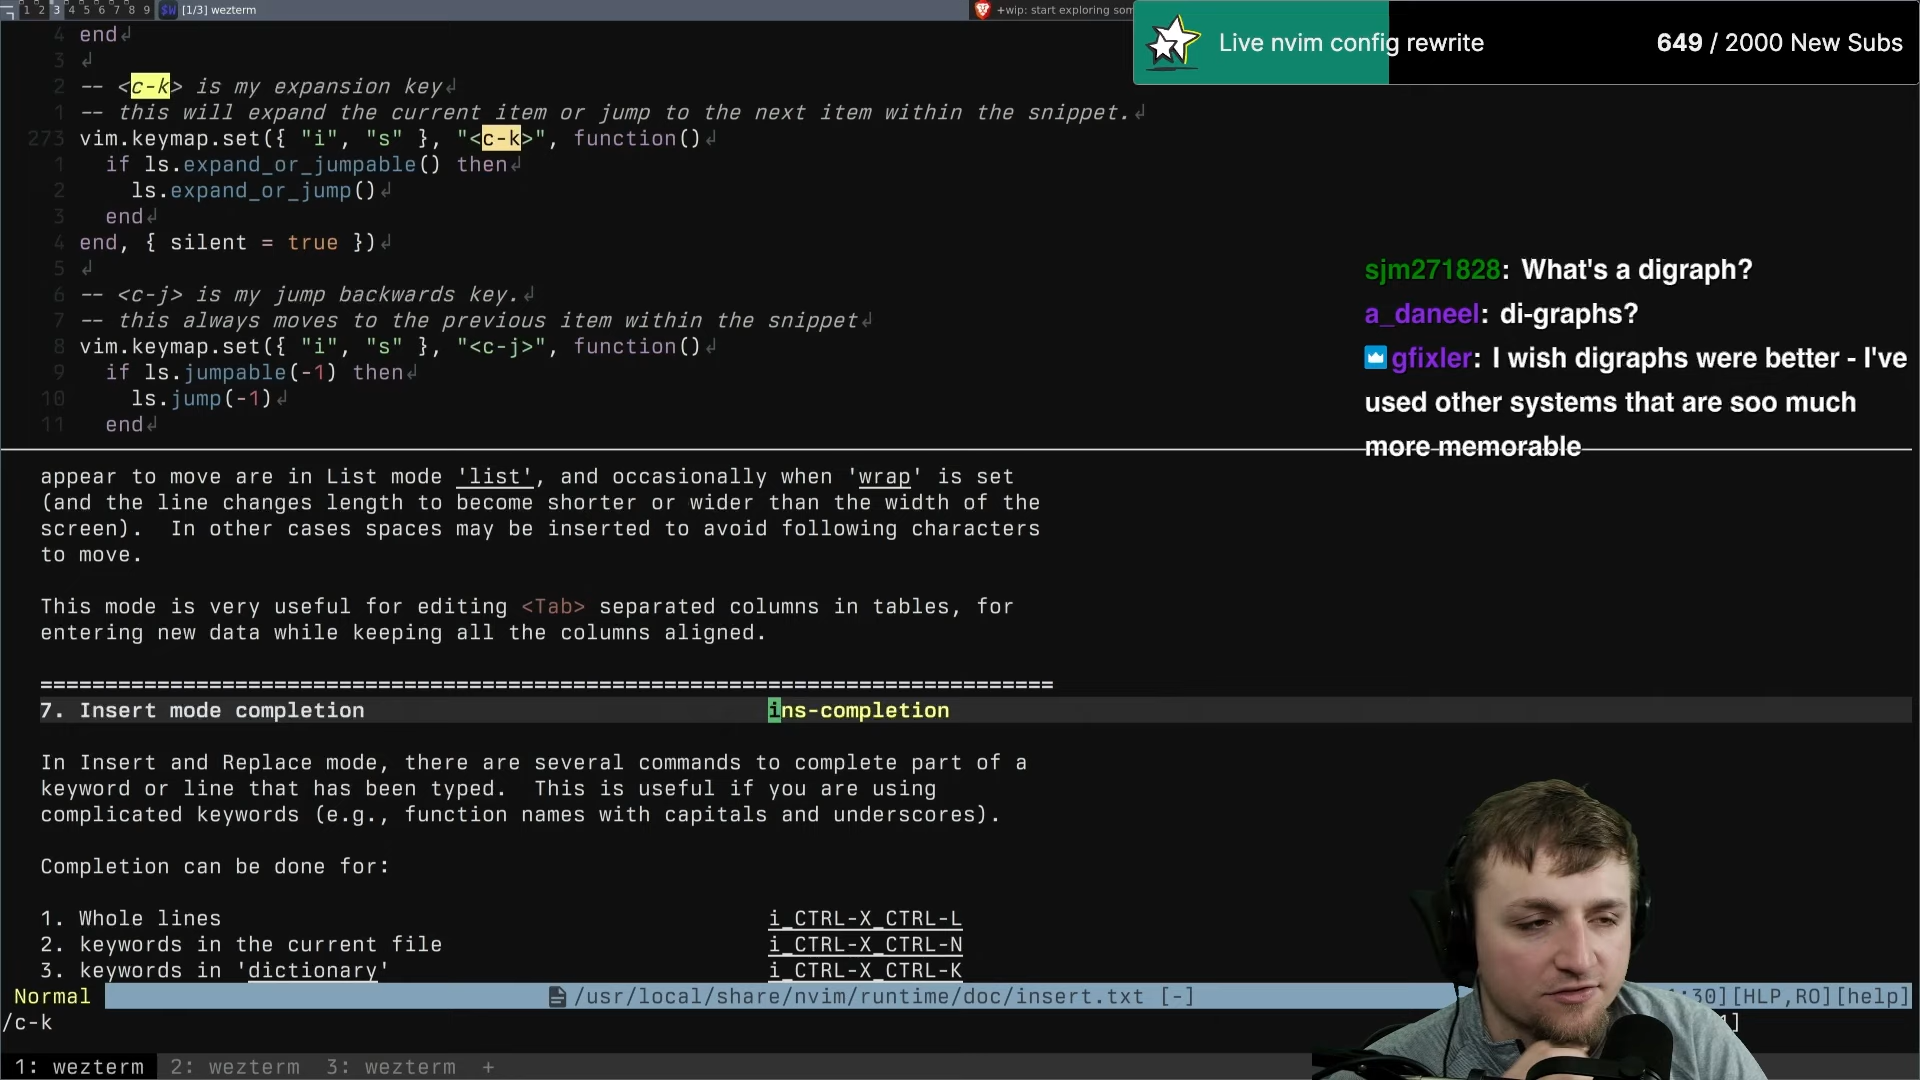 1 2 3 4 5 6 7 8 9 [1/3] wezterm +wip: start exploring som
Live nvim config rewrite 649 / 2000 New Subs
4 end↲
3 ↲
2 -- <c-k> is my expansion key↲
1 -- this will expand the current item or jump to the next item within the snippet.↲
273 vim.keymap.set({ "i", "s" }, "<c-k>", function()↲
1 if ls.expand_or_jumpable() then↲
2 ls.expand_or_jump()↲
3 end↲
4 end, { silent = true })↲
5 ↲
6 -- <c-j> is my jump backwards key.↲
7 -- this always moves to the previous item within the snippet↲
8 vim.keymap.set({ "i", "s" }, "<c-j>", function()↲
9 if ls.jumpable(-1) then↲
10 ls.jump(-1)↲
11 end↲
sjm271828: What's a digraph?
a_daneel: di-graphs?
gfixler: I wish digraphs were better - I've
used other systems that are soo much
more memorable
appear to move are in List mode 'list', and occasionally when 'wrap' is set
(and the line changes length to become shorter or wider than the width of the
screen).  In other cases spaces may be inserted to avoid following characters
to move.
This mode is very useful for editing <Tab> separated columns in tables, for
entering new data while keeping all the columns aligned.
==============================================================================
7. Insert mode completion ins-completion
In Insert and Replace mode, there are several commands to complete part of a
keyword or line that has been typed.  This is useful if you are using
complicated keywords (e.g., function names with capitals and underscores).
Completion can be done for:
1. Whole lines i_CTRL-X_CTRL-L
2. keywords in the current file i_CTRL-X_CTRL-N
3. keywords in 'dictionary' i_CTRL-X_CTRL-K
Normal /usr/local/share/nvim/runtime/doc/insert.txt [-] :30][HLP,RO][help]
/c-k
1: wezterm 2: wezterm 3: wezterm +